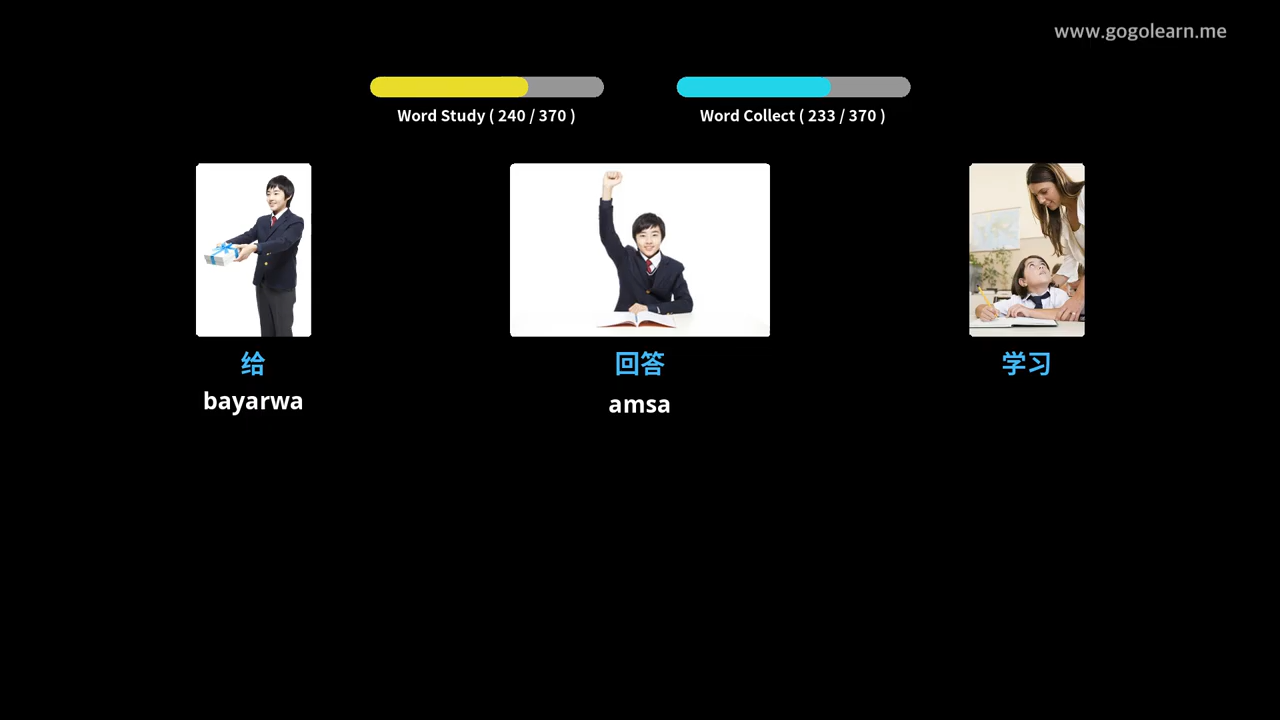 www.gogolearn.me
Word Study ( 240 / 370 )
Word Collect ( 233 / 370 )
给
回答
学习
bayarwa
amsa